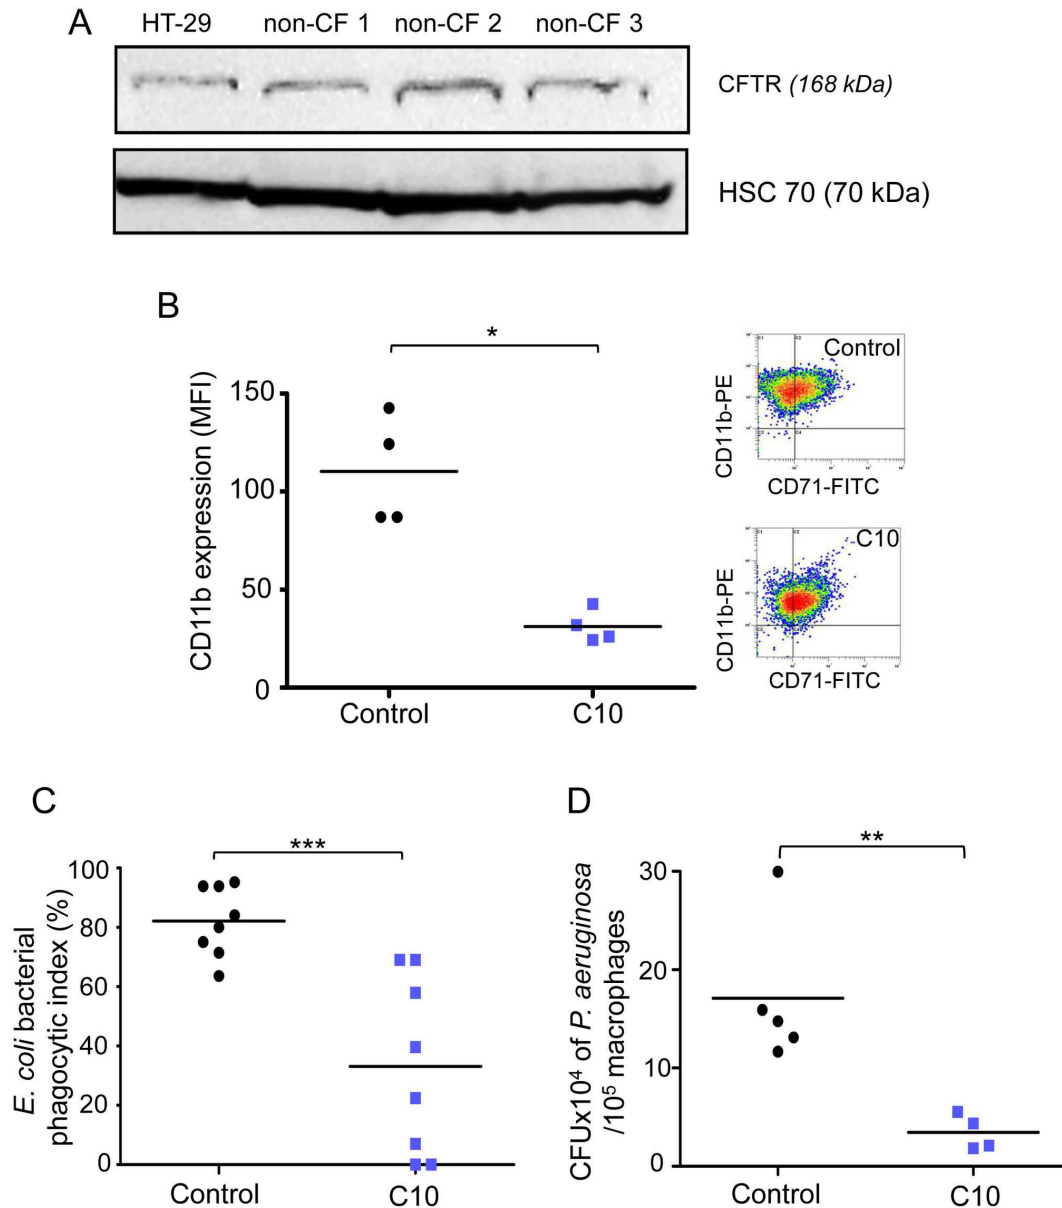 A
HT-29 non-CF 1 non-CF 2 non-CF 3
CFTR (168 kDa)
HSC 70 (70 kDa)
B
*
CD11b expression (MFI)
150
100
50
0
Control C10
Control
CD11b-PE
CD71-FITC
C10
CD11b-PE
CD71-FITC
C
***
E. coli bacterial
phagocytic index (%)
100
80
60
40
20
0
Control C10
D
**
CFUx10⁴ of P. aeruginosa
/10⁵ macrophages
30
20
10
0
Control C10